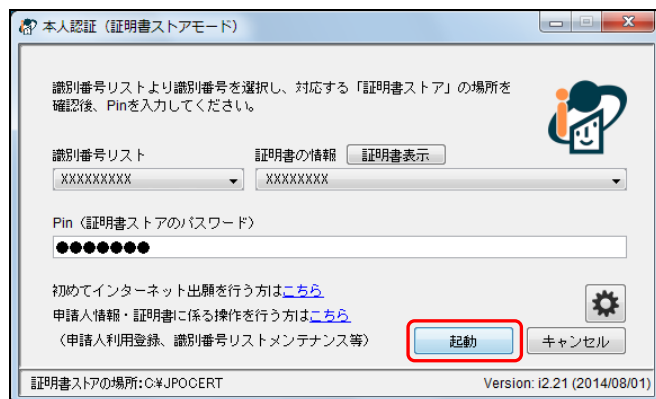 本人認証（証明書ストアモード）
識別番号リストより識別番号を選択し、対応する「証明書ストア」の場所を
確認後、Pinを入力してください。
識別番号リスト
証明書の情報 証明書表示
XXXXXXXXX
XXXXXXXX
Pin（証明書ストアのパスワード）
●●●●●●●
初めてインターネット出願を行う方はこちら
申請人情報・証明書に係る操作を行う方はこちら
（申請人利用登録、識別番号リストメンテナンス等）
起動 キャンセル
証明書ストアの場所:C:¥JPOCERT
Version: i2.21 (2014/08/01)